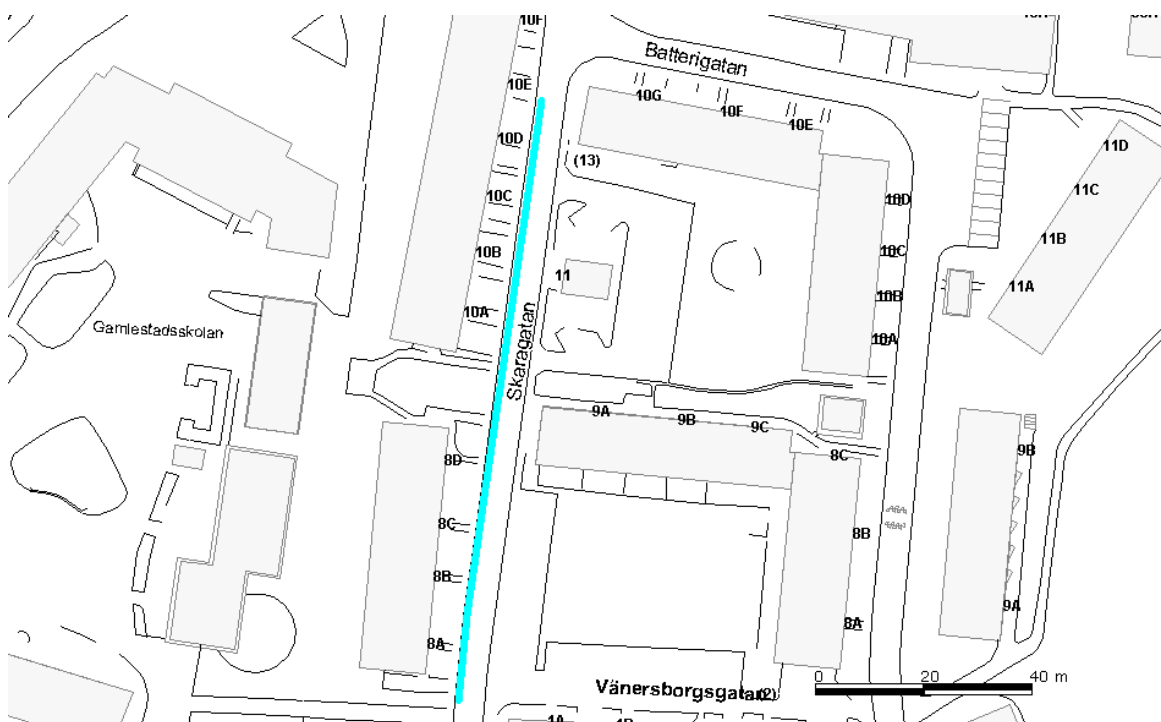 10F
Batterigatan
10E
10G
10F
10E
10D
(13)
11D
10C
11C
10D
10B
11B
10C
11
11A
10B
10A
Gamlestadsskolan
10A
Skaragatan
9A
9B
9C
8D
8C
9B
8C
8B
8B
9A
8A
8A
0 20 40 m
Vänersborgsgatan
(2)
1A